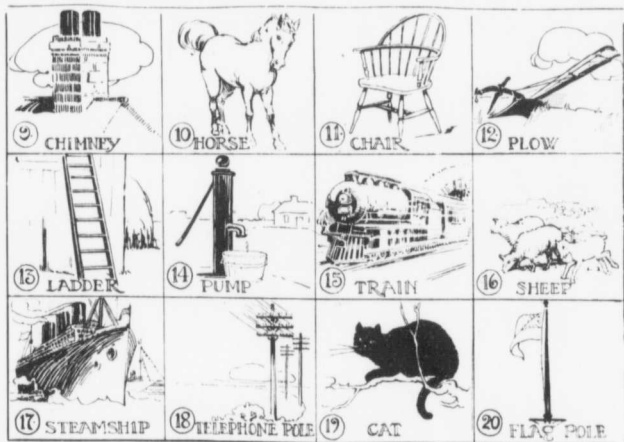 9 CHIMNEY
10 HORSE
11 CHAIR
12 PLOW
13 LADDER
14 PUMP
15 TRAIN
16 SHEEP
17 STEAMSHIP
18 TELEPHONE POLE
19 CAT
20 FLAG POLE